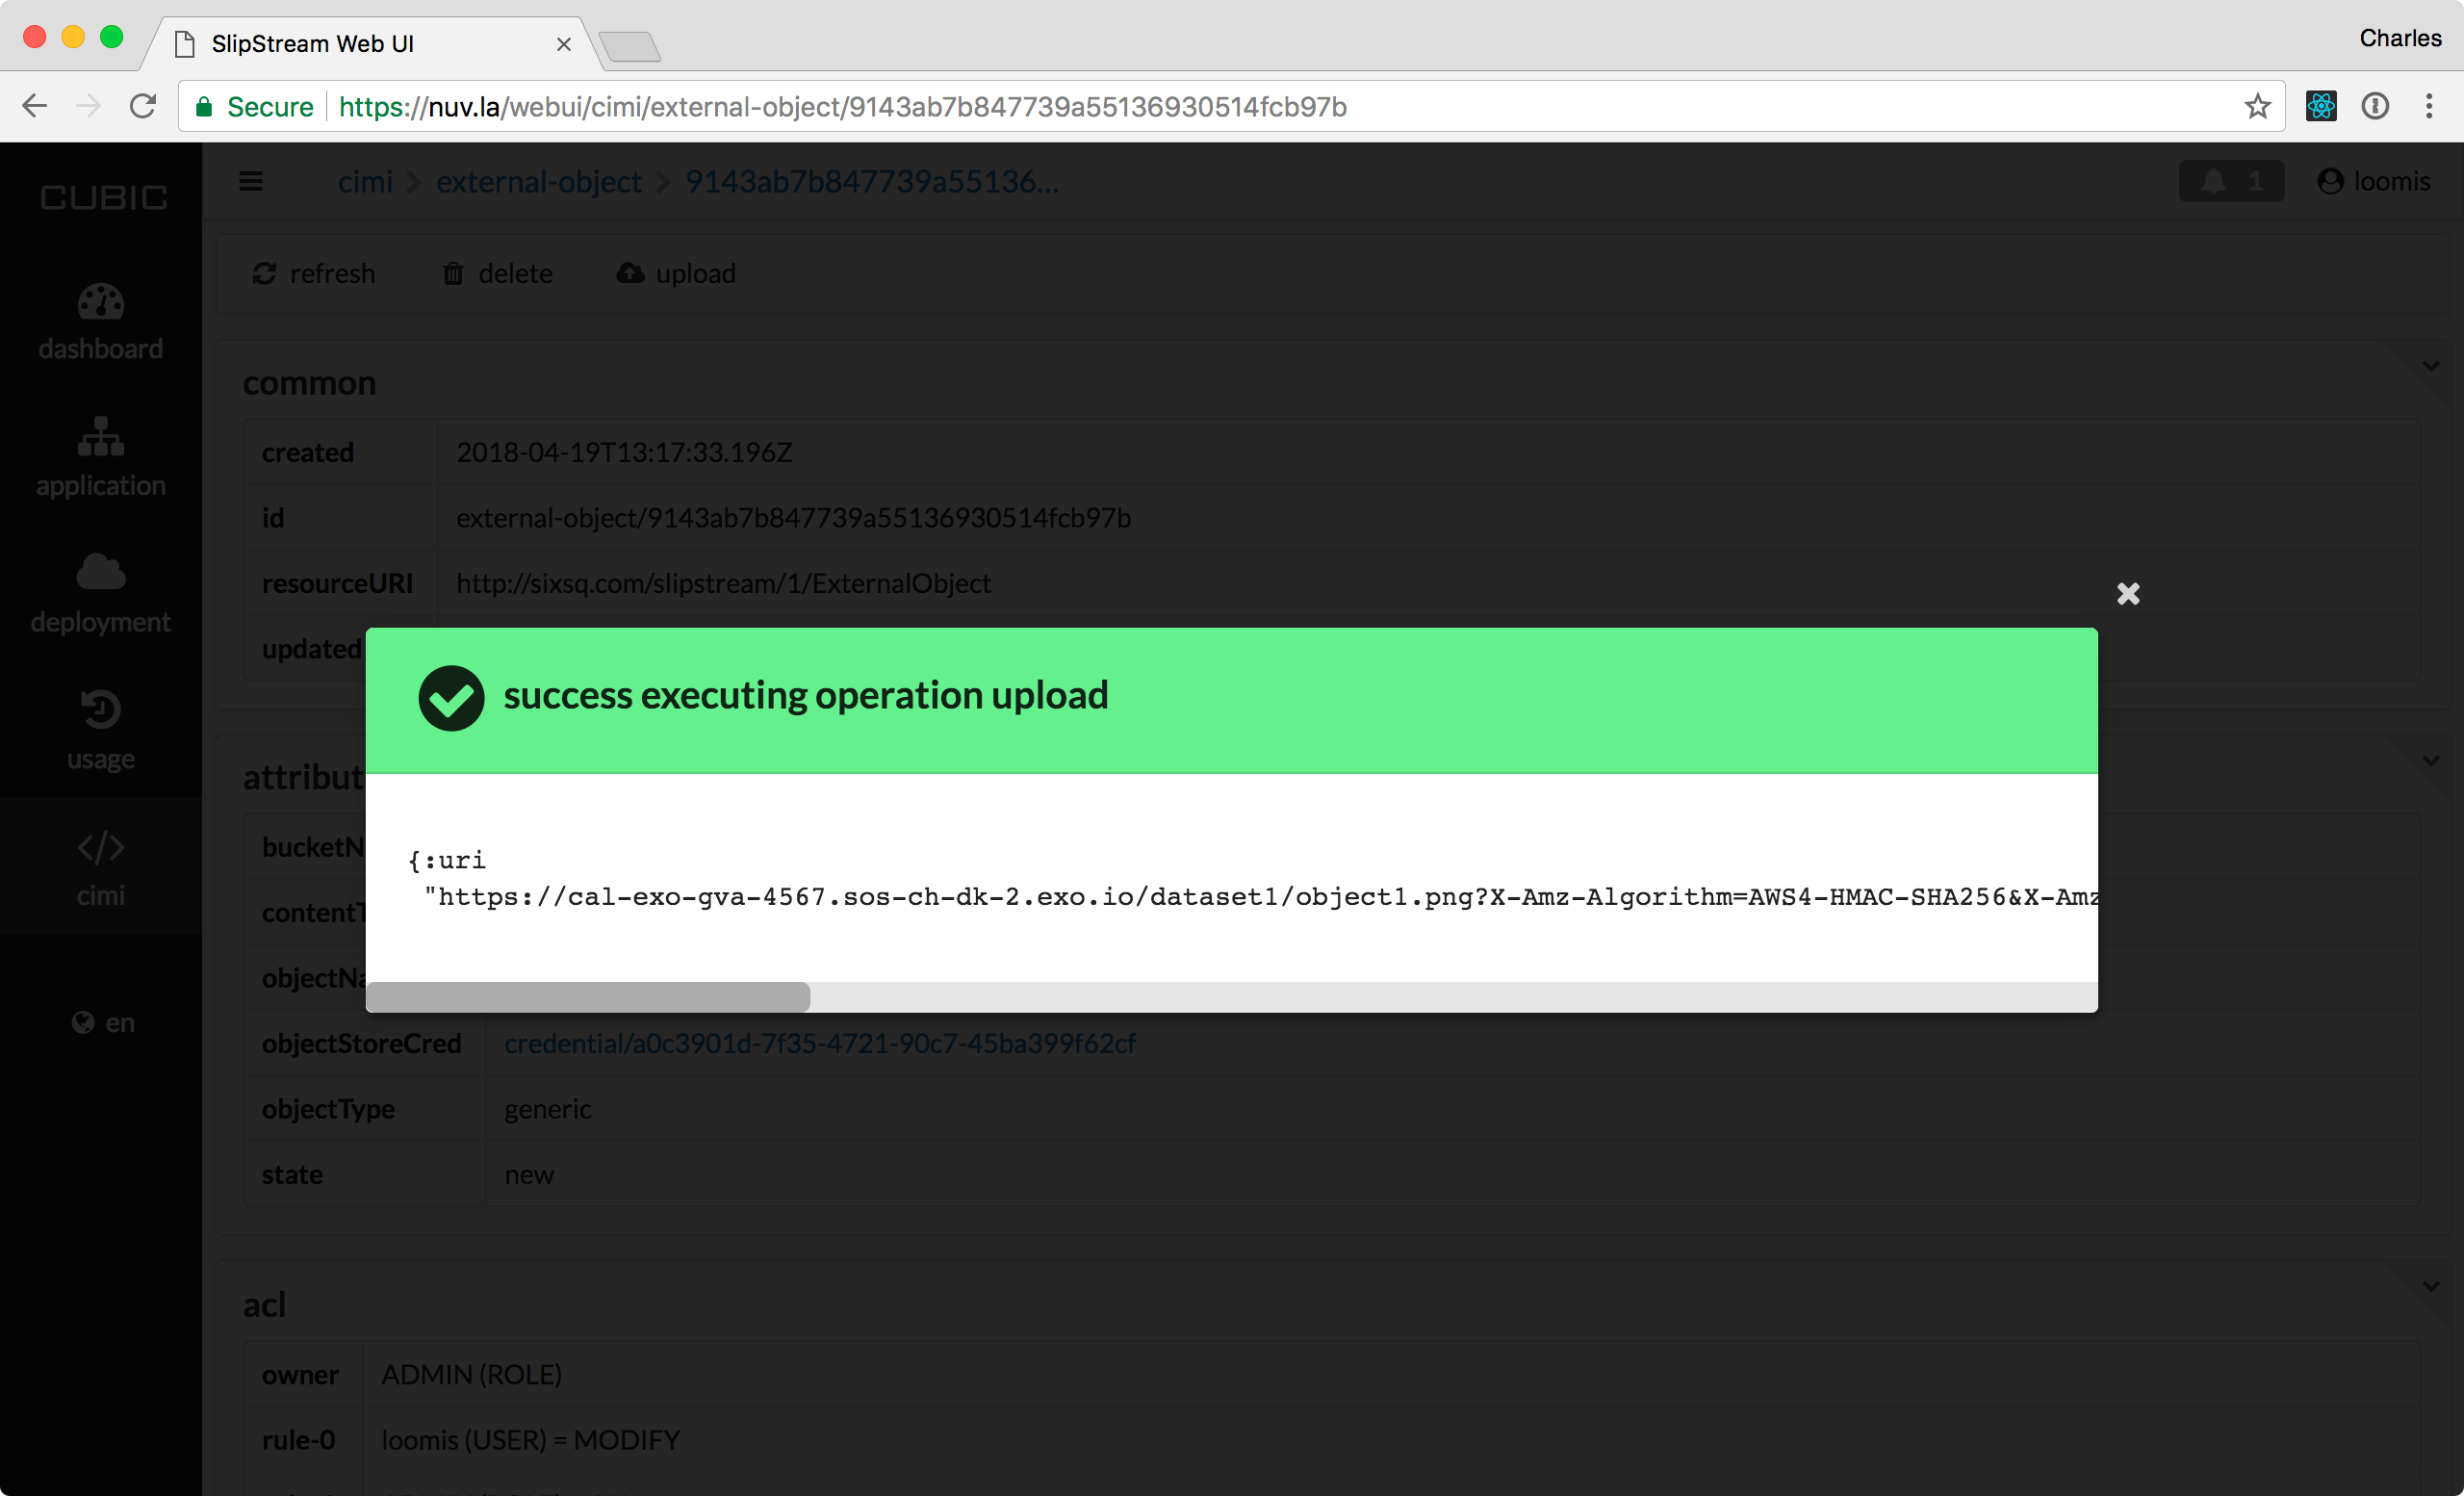 SlipStream Web UI
Charles
Secure https://nuv.la/webui/cimi/external-object/9143ab7b847739a55136930514fcb97b
CUBIC
cimi external-object 9143ab7b847739a55136...
1
loomis
refresh delete upload
dashboard
application
deployment
usage
cimi
en
common
created 2018-04-19T13:17:33.196Z
id external-object/9143ab7b847739a55136930514fcb97b
resourceURI http://sixsq.com/slipstream/1/ExternalObject
updated
success executing operation upload
{:uri
"https://cal-exo-gva-4567.sos-ch-dk-2.exo.io/dataset1/object1.png?X-Amz-Algorithm=AWS4-HMAC-SHA256&X-Amz
attribut
bucketN
contentT
objectNa
objectStoreCred credential/a0c3901d-7f35-4721-90c7-45ba399f62cf
objectType generic
state new
acl
owner ADMIN (ROLE)
rule-0 loomis (USER) = MODIFY